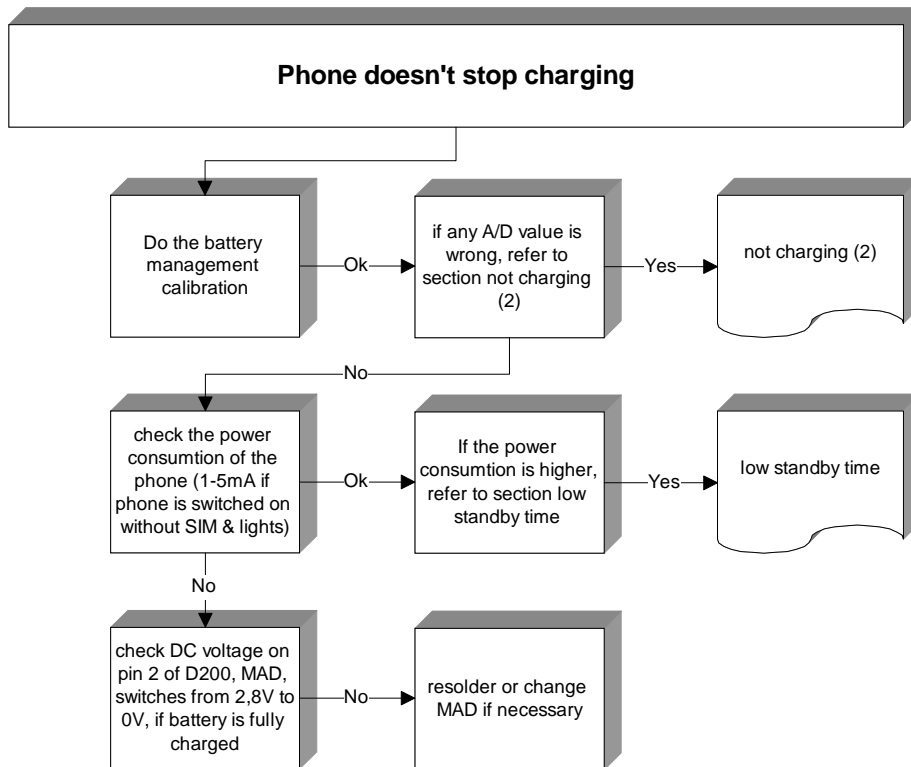 Phone doesn't stop charging
Do the battery
management
calibration
Ok
if any A/D value is
wrong, refer to
section not charging
(2)
Yes
not charging (2)
No
check the power
consumtion of the
phone (1-5mA if
phone is switched on
without SIM & lights)
Ok
If the power
consumtion is higher,
refer to section low
standby time
Yes
low standby time
No
check DC voltage on
pin 2 of D200, MAD,
switches from 2,8V to
0V, if battery is fully
charged
No
resolder or change
MAD if necessary